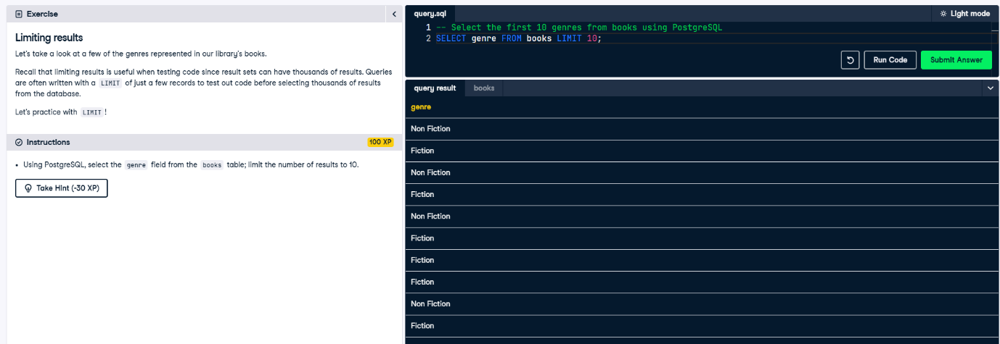 Exercise
Limiting results
Let's take a look at a few of the genres represented in our library's books.
Recall that limiting results is useful when testing code since result sets can have thousands of results. Queries
are often written with a LIMIT of just a few records to test out code before selecting thousands of results
from the database.
Let's practice with LIMIT!
Instructions
100 XP
Using PostgreSQL, select the genre field from the books table; limit the number of results to 10.
Take Hint (-30 XP)
query.sql
Light mode
1 -- Select the first 10 genres from books using PostgreSQL
2 SELECT genre FROM books LIMIT 10;
Run Code
Submit Answer
query result
books
genre
Non Fiction
Fiction
Non Fiction
Fiction
Non Fiction
Fiction
Fiction
Fiction
Non Fiction
Fiction